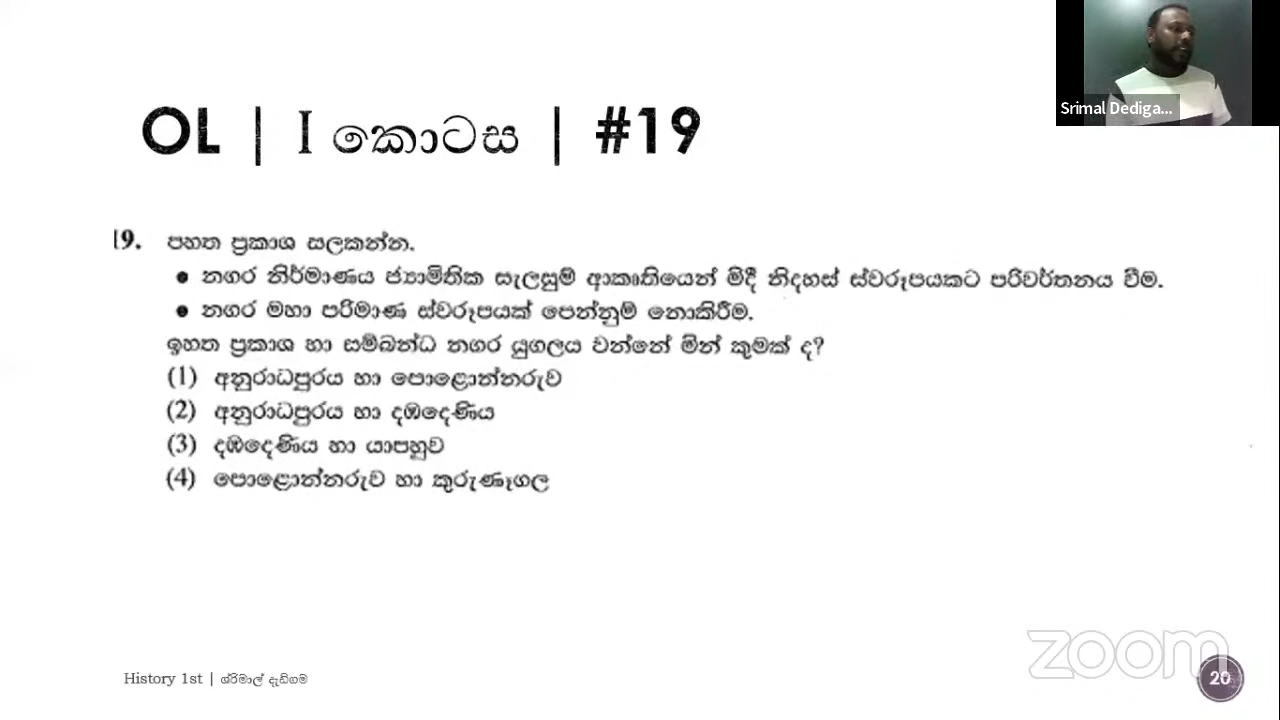 Srimal Dediga...
OL | I කොටස | #19
19. පහත ප්‍රකාශ සලකන්න.
● නගර නිර්මාණය ජ්‍යාමිතික සැලසුම් ආකෘතියෙන් මිදී නිදහස් ස්වරූපයකට පරිවර්තනය වීම.
● නගර මහා පරිමාණ ස්වරූපයක් පෙන්නුම් නොකිරීම.
ඉහත ප්‍රකාශ හා සම්බන්ධ නගර යුගලය වන්නේ මින් කුමක් ද?
(1) අනුරාධපුරය හා පොළොන්නරුව
(2) අනුරාධපුරය හා දඹදෙණිය
(3) දඹදෙණිය හා යාපහුව
(4) පොළොන්නරුව හා කුරුණෑගල
zoom
History 1st | ශ්රිමාල් දැඩිගම
20